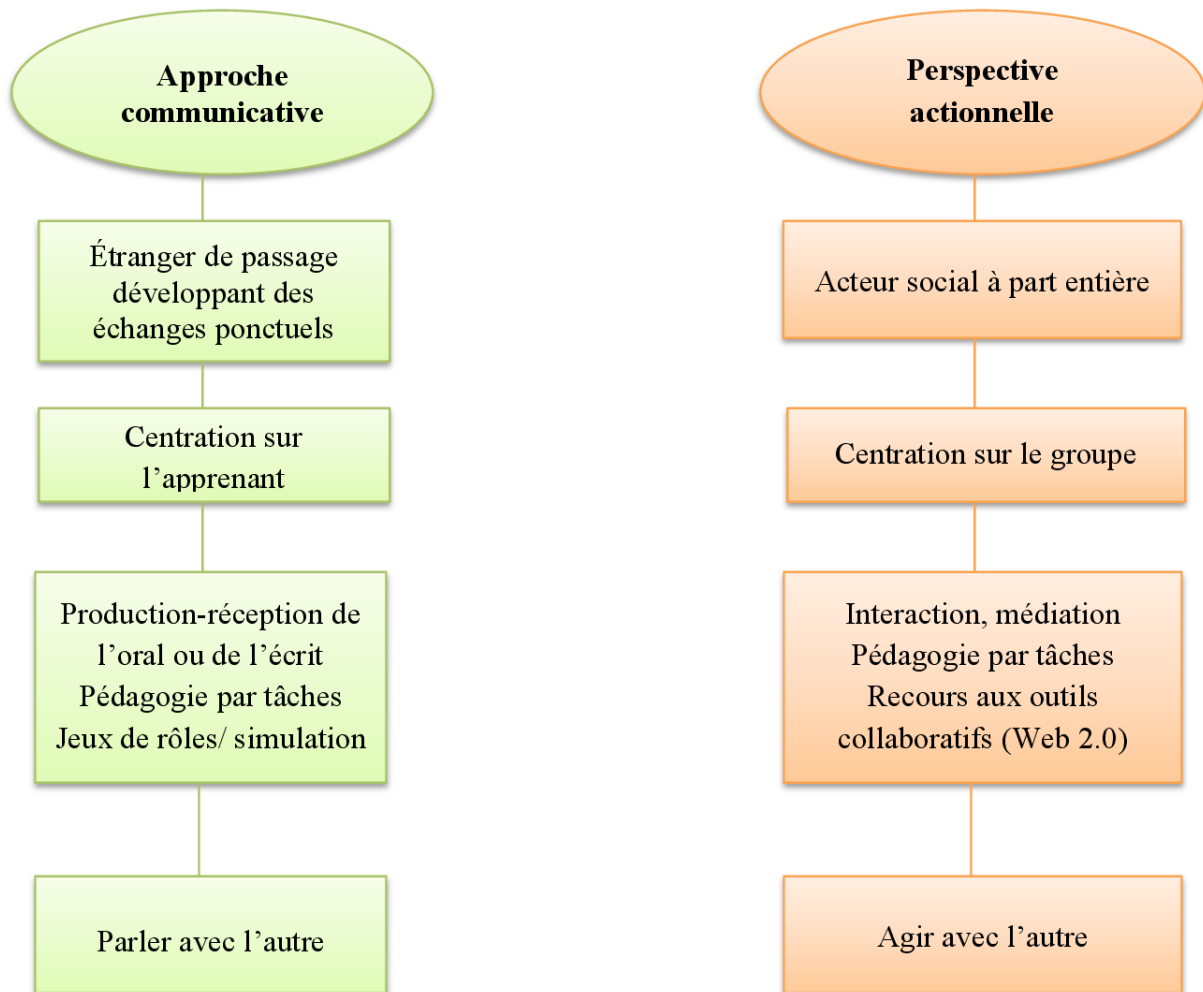 Approche
communicative
Étranger de passage
développant des
échanges ponctuels
Centration sur
l’apprenant
Production-réception de
l’oral ou de l’écrit
Pédagogie par tâches
Jeux de rôles/ simulation
Parler avec l’autre
Perspective
actionnelle
Acteur social à part entière
Centration sur le groupe
Interaction, médiation
Pédagogie par tâches
Recours aux outils
collaboratifs (Web 2.0)
Agir avec l’autre